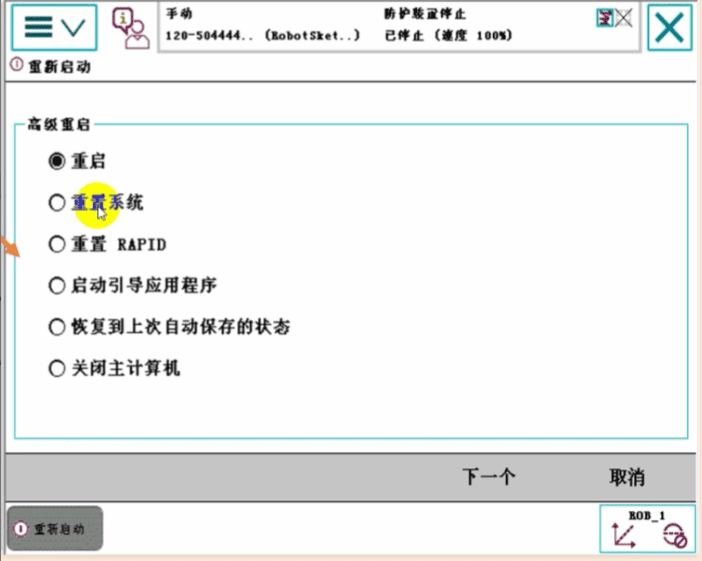 手动
防护装置停止
120-504444.. (RobotSket..)
已停止 (速度 100%)
重新启动
高级重启
重启
重置系统
重置 RAPID
启动引导应用程序
恢复到上次自动保存的状态
关闭主计算机
下一个
取消
重新启动
ROB_1